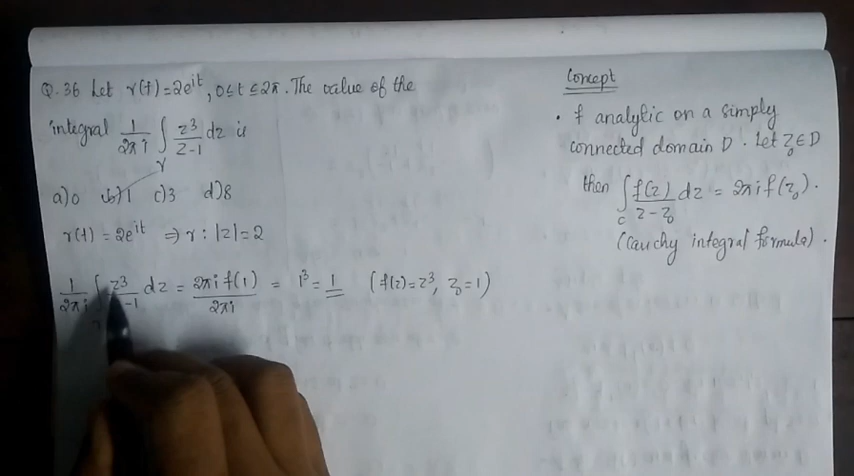 Q.36 Let γ(t)=2e^{it}, 0≤t≤2π. The value of the
integral 1/2πi ∫_γ z³/z-1 dz is
a) 0 b) 1 c) 3 d) 8
γ(t) = 2e^{it} ⇒ γ : |z|=2
1/2πi ∫ z³/-1 dz = 2πi f(1)/2πi = 1³ = 1 (f(z)=z³, z₀=1)
Concept
• f analytic on a simply
connected domain D. Let z₀∈D
then ∫_c f(z)/z-z₀ dz = 2πi f(z₀).
(Cauchy integral formula).